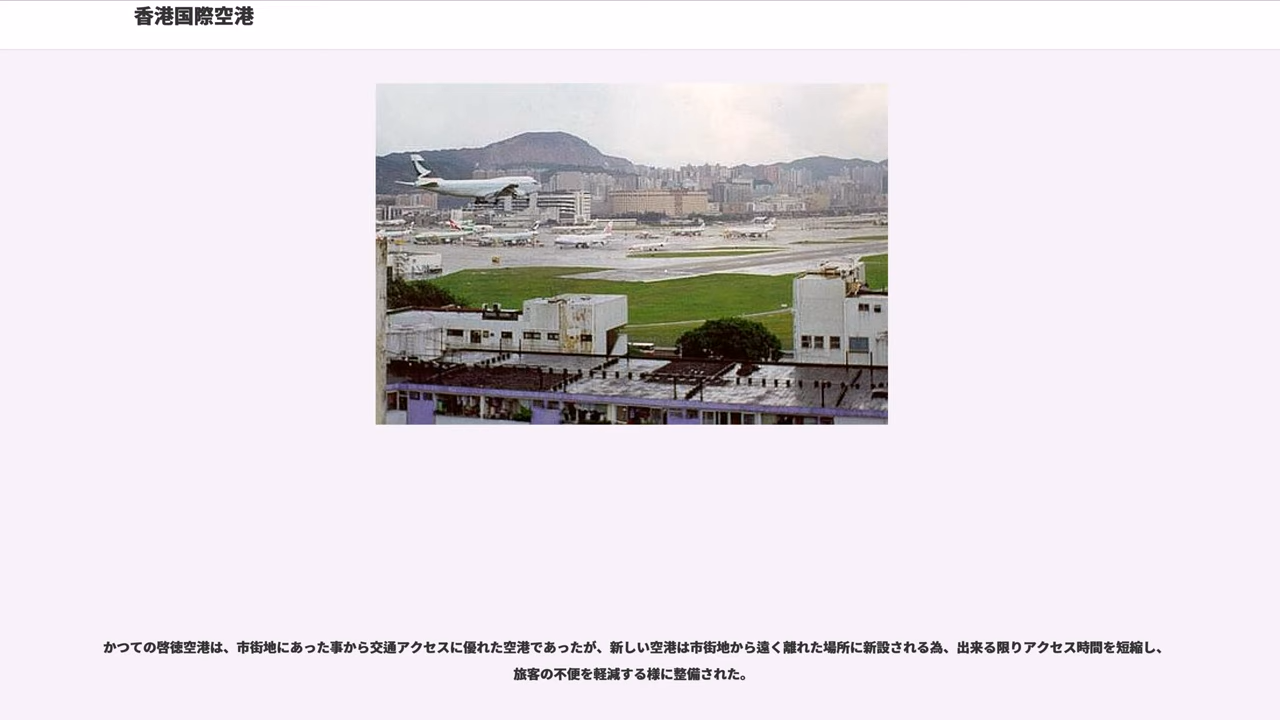 香港国際空港
かつての啓徳空港は、市街地にあった事から交通アクセスに優れた空港であったが、新しい空港は市街地から遠く離れた場所に新設される為、出来る限りアクセス時間を短縮し、
旅客の不便を軽減する様に整備された。